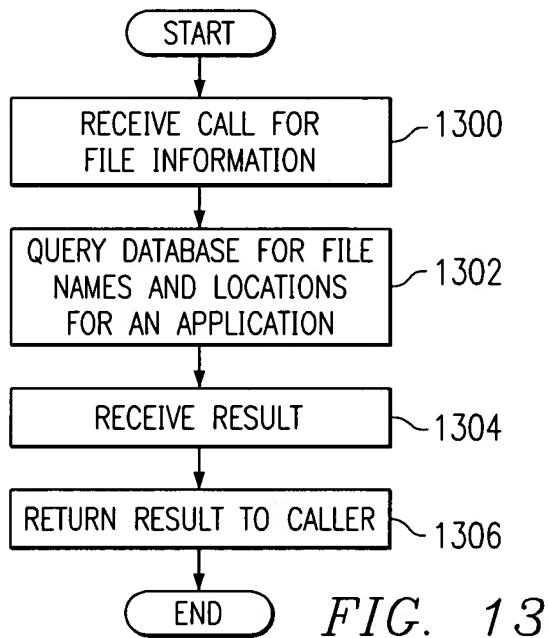 START
RECEIVE CALL FOR
FILE INFORMATION
1300
QUERY DATABASE FOR FILE
NAMES AND LOCATIONS
FOR AN APPLICATION
1302
RECEIVE RESULT
1304
RETURN RESULT TO CALLER
1306
END
FIG. 13